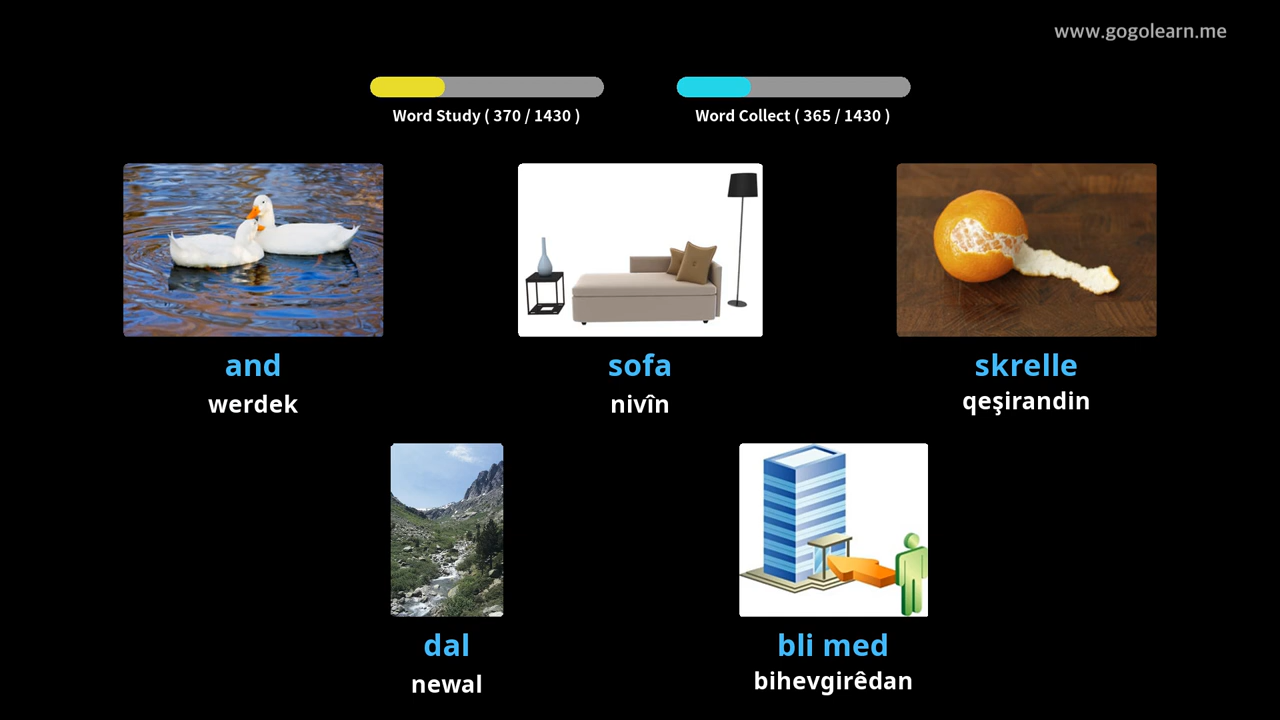 www.gogolearn.me
Word Study ( 370 / 1430 )
Word Collect ( 365 / 1430 )
and
werdek
sofa
nivîn
skrelle
qeşirandin
dal
newal
bli med
bihevgirêdan